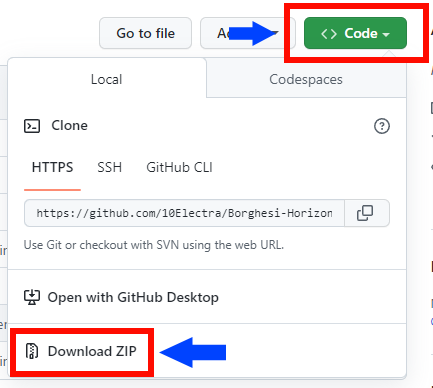 Go to file
Code
Local
Codespaces
Clone
HTTPS SSH GitHub CLI
https://github.com/10Electra/Borghesi-Horizon
Use Git or checkout with SVN using the web URL.
Open with GitHub Desktop
Download ZIP